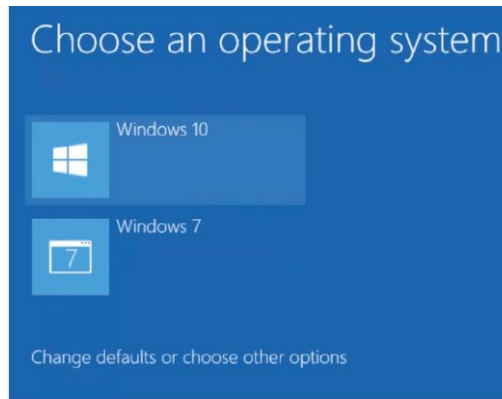 Choose an operating system
Windows 10
Windows 7
7
Change defaults or choose other options